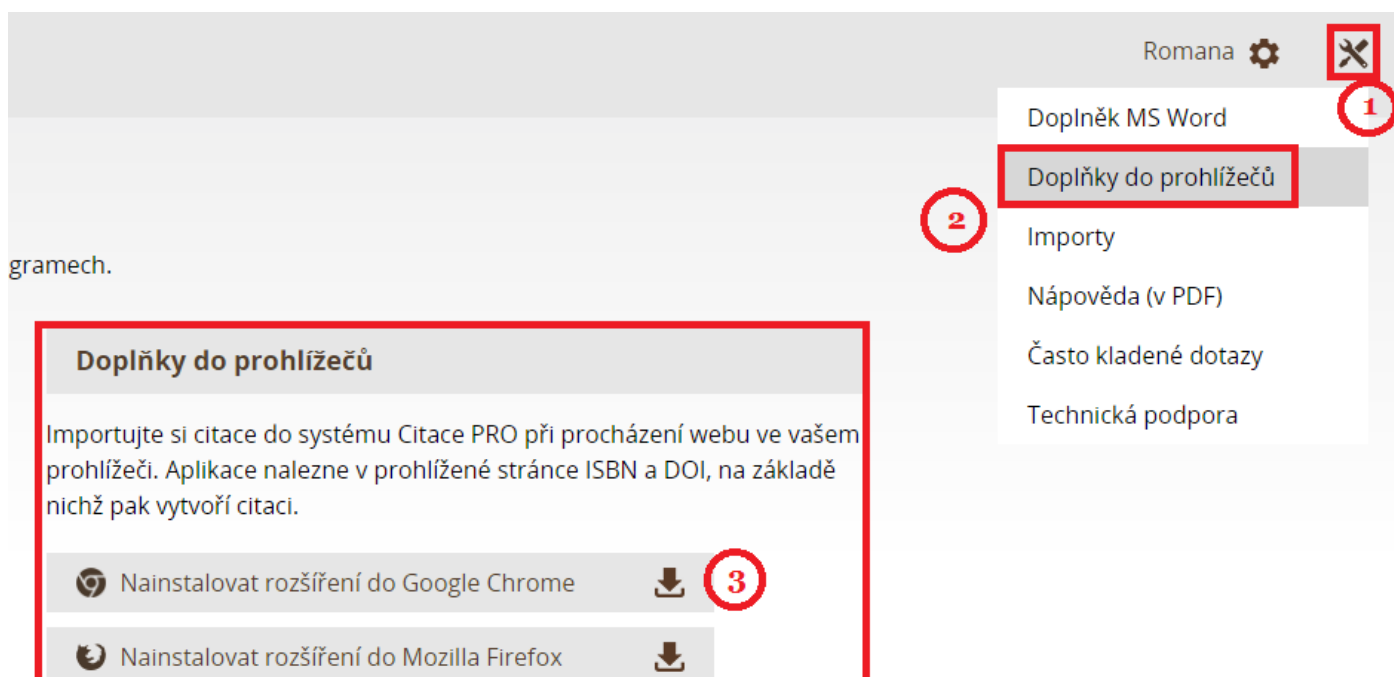 Romana
1
Doplněk MS Word
Doplňky do prohlížečů
2
Importy
Nápověda (v PDF)
Často kladené dotazy
Technická podpora
gramech.
Doplňky do prohlížečů
Importujte si citace do systému Citace PRO při procházení webu ve vašem
prohlížeči. Aplikace nalezne v prohlížené stránce ISBN a DOI, na základě
nichž pak vytvoří citaci.
Nainstalovat rozšíření do Google Chrome
3
Nainstalovat rozšíření do Mozilla Firefox